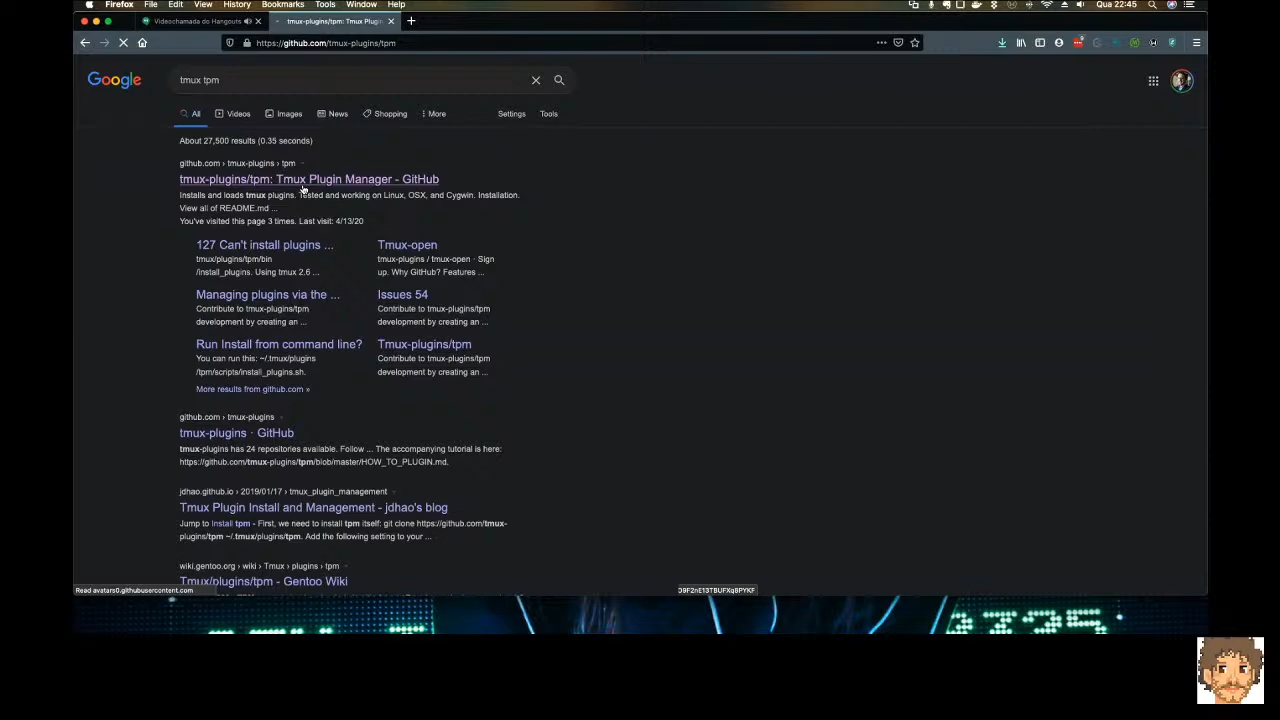 Firefox File Edit View History Bookmarks Tools Window Help Qua 22:45
Videochamada do Hangouts tmux-plugins/tpm: Tmux Plugin
https://github.com/tmux-plugins/tpm
Google tmux tpm
All Videos Images News Shopping More Settings Tools
About 27,500 results (0.35 seconds)
github.com › tmux-plugins › tpm
tmux-plugins/tpm: Tmux Plugin Manager - GitHub
Installs and loads tmux plugins. Tested and working on Linux, OSX, and Cygwin. Installation.
View all of README.md ...
You've visited this page 3 times. Last visit: 4/13/20
127 Can't install plugins ...
tmux/plugins/tpm/bin
/install_plugins. Using tmux 2.6 ...
Tmux-open
tmux-plugins / tmux-open · Sign
up. Why GitHub? Features ...
Managing plugins via the ...
Contribute to tmux-plugins/tpm
development by creating an ...
Issues 54
Contribute to tmux-plugins/tpm
development by creating an ...
Run Install from command line?
You can run this: ~/.tmux/plugins
/tpm/scripts/install_plugins.sh.
Tmux-plugins/tpm
Contribute to tmux-plugins/tpm
development by creating an ...
More results from github.com »
github.com › tmux-plugins
tmux-plugins · GitHub
tmux-plugins has 24 repositories available. Follow ... The accompanying tutorial is here:
https://github.com/tmux-plugins/tpm/blob/master/HOW_TO_PLUGIN.md.
jdhao.github.io › 2019/01/17 › tmux_plugin_management
Tmux Plugin Install and Management - jdhao's blog
Jump to Install tpm - First, we need to install tpm itself: git clone https://github.com/tmux-
plugins/tpm ~/.tmux/plugins/tpm. Add the following setting to your ...
wiki.gentoo.org › wiki › Tmux › plugins › tpm
Tmux/plugins/tpm - Gentoo Wiki
Read avatars0.githubusercontent.com